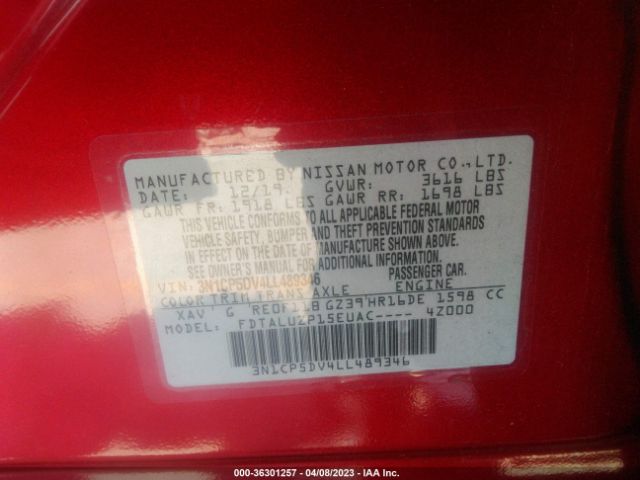 MANUFACTURED BY NISSAN MOTOR CO., LTD.
DATE: 12/19. GVWR: 3616 LBS
GAWR FR: 1918 LBS GAWR RR: 1698 LBS
THIS VEHICLE CONFORMS TO ALL APPLICABLE FEDERAL MOTOR
VEHICLE SAFETY, BUMPER AND THEFT PREVENTION STANDARDS
IN EFFECT ON THE DATE OF MANUFACTURE SHOWN ABOVE.
SEE OWNER'S MANUAL FOR ADDITIONAL INFORMATION.
VIN: 3N1CP5DV4LL489346 PASSENGER CAR.
COLOR TRIM TRANS AXLE ENGINE
XAV G RE0F11B GZ39 HR16DE 1598 CC
MODEL: FDTALUZP15EUAC---- 4Z000
3N1CP5DV4LL489346
000-36301257 - 04/08/2023 - IAA Inc.